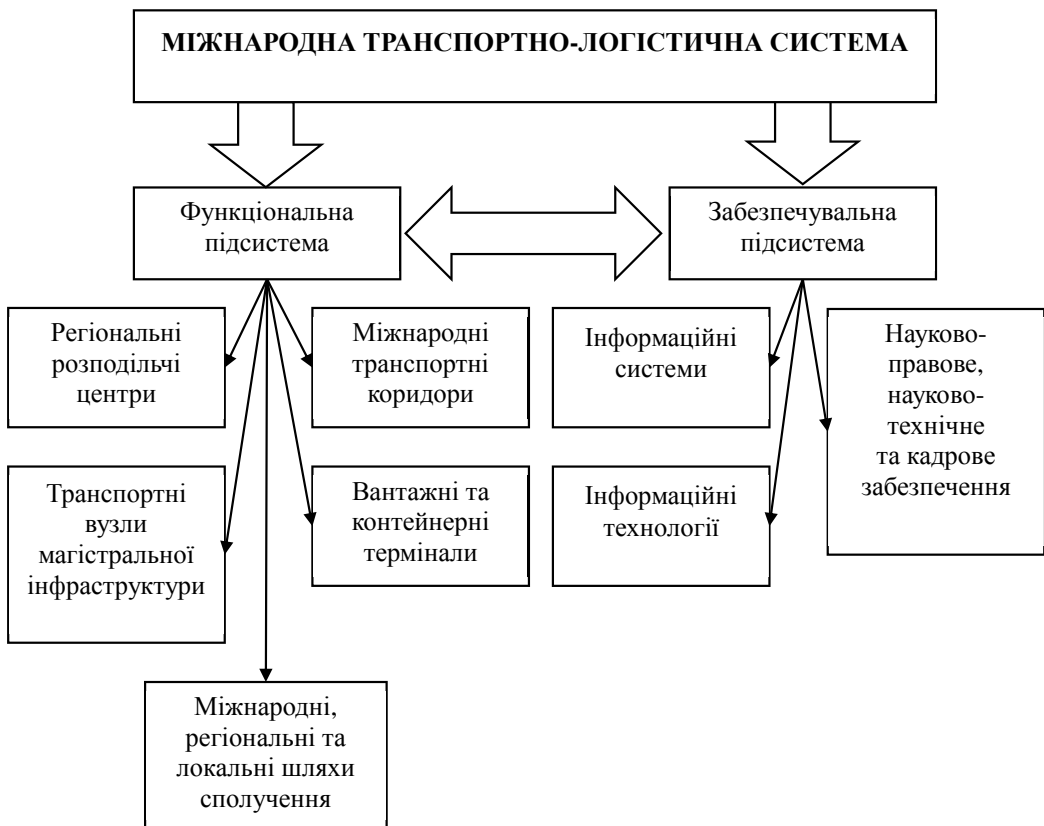 МІЖНАРОДНА ТРАНСПОРТНО-ЛОГІСТИЧНА СИСТЕМА
Функціональна
підсистема
Забезпечувальна
підсистема
Регіональні
розподільчі
центри
Міжнародні
транспортні
коридори
Інформаційні
системи
Науково-
правове,
науково-
технічне
та кадрове
забезпечення
Транспортні
вузли
магістральної
інфраструктури
Вантажні та
контейнерні
термінали
Інформаційні
технології
Міжнародні,
регіональні та
локальні шляхи
сполучення